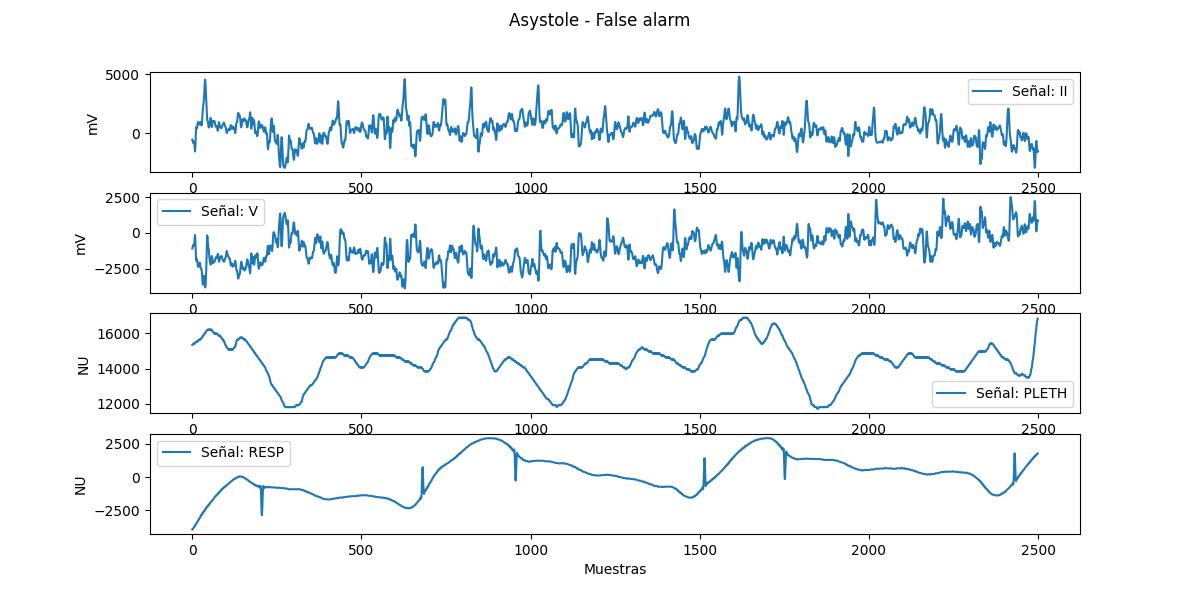 Asystole - False alarm
5000
0
mV
Señal: II
0 500 1000 1500 2000 2500
2500
0
−2500
mV
Señal: V
0 500 1000 1500 2000 2500
16000
14000
12000
NU
Señal: PLETH
0 500 1000 1500 2000 2500
2500
0
−2500
NU
Señal: RESP
0 500 1000 1500 2000 2500
Muestras